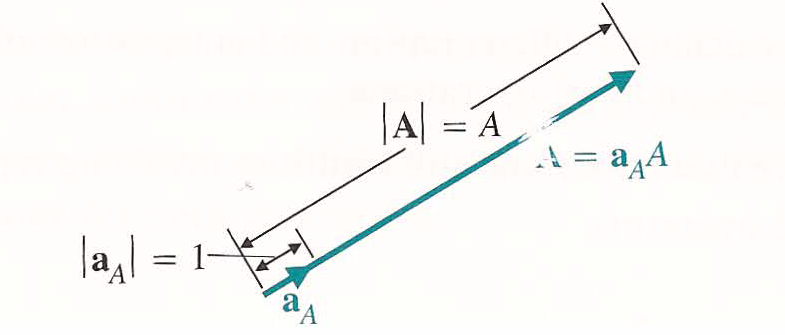 |𝐀| = A
𝐀 = 𝐚_A A
|𝐚_A| = 1
𝐚_A